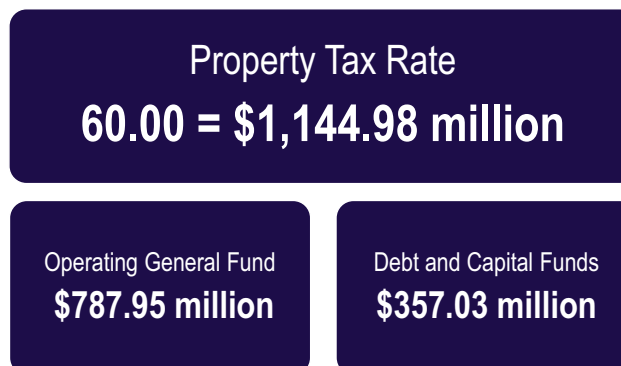 Property Tax Rate
60.00 = $1,144.98 million
Operating General Fund
$787.95 million
Debt and Capital Funds
$357.03 million